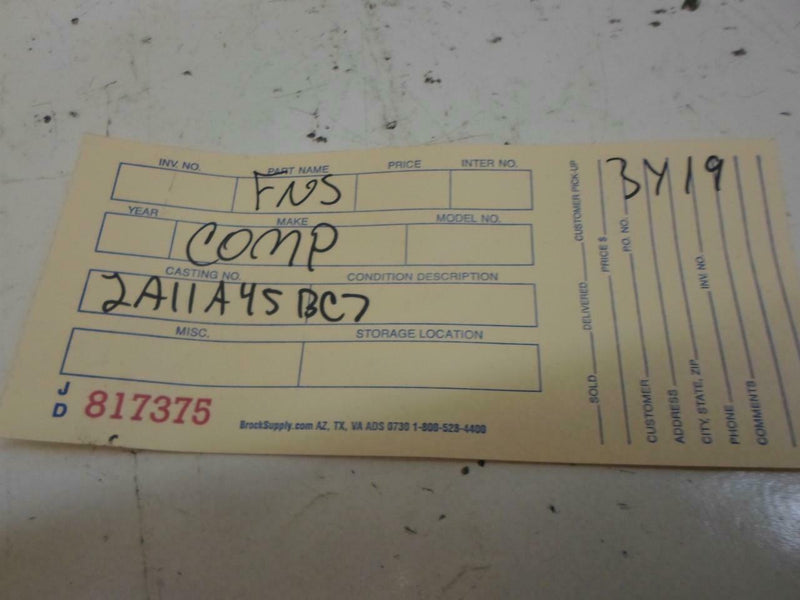 INV. NO. PART NAME PRICE INTER NO.
FNS
YEAR MAKE MODEL NO.
COMP
CASTING NO. CONDITION DESCRIPTION
2A11A45BC7
MISC. STORAGE LOCATION
J D 817375
BrockSupply.com AZ, TX, VA ADS 0730 1-800-528-4400
3Y19
SOLD DELIVERED CUSTOMER PICK-UP
PRICE $
P.O. NO.
CUSTOMER
ADDRESS
CITY, STATE, ZIP INV. NO.
PHONE
COMMENTS